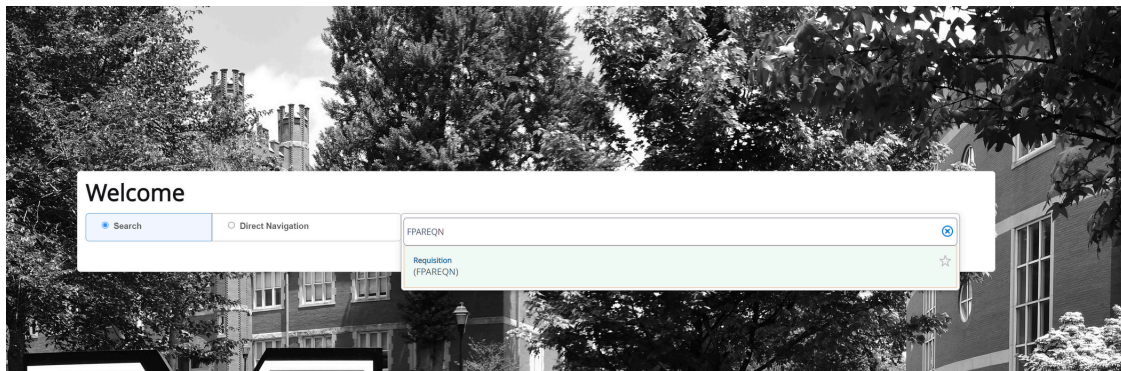 Welcome
Search
Direct Navigation
FPAREQN
Requisition
(FPAREQN)